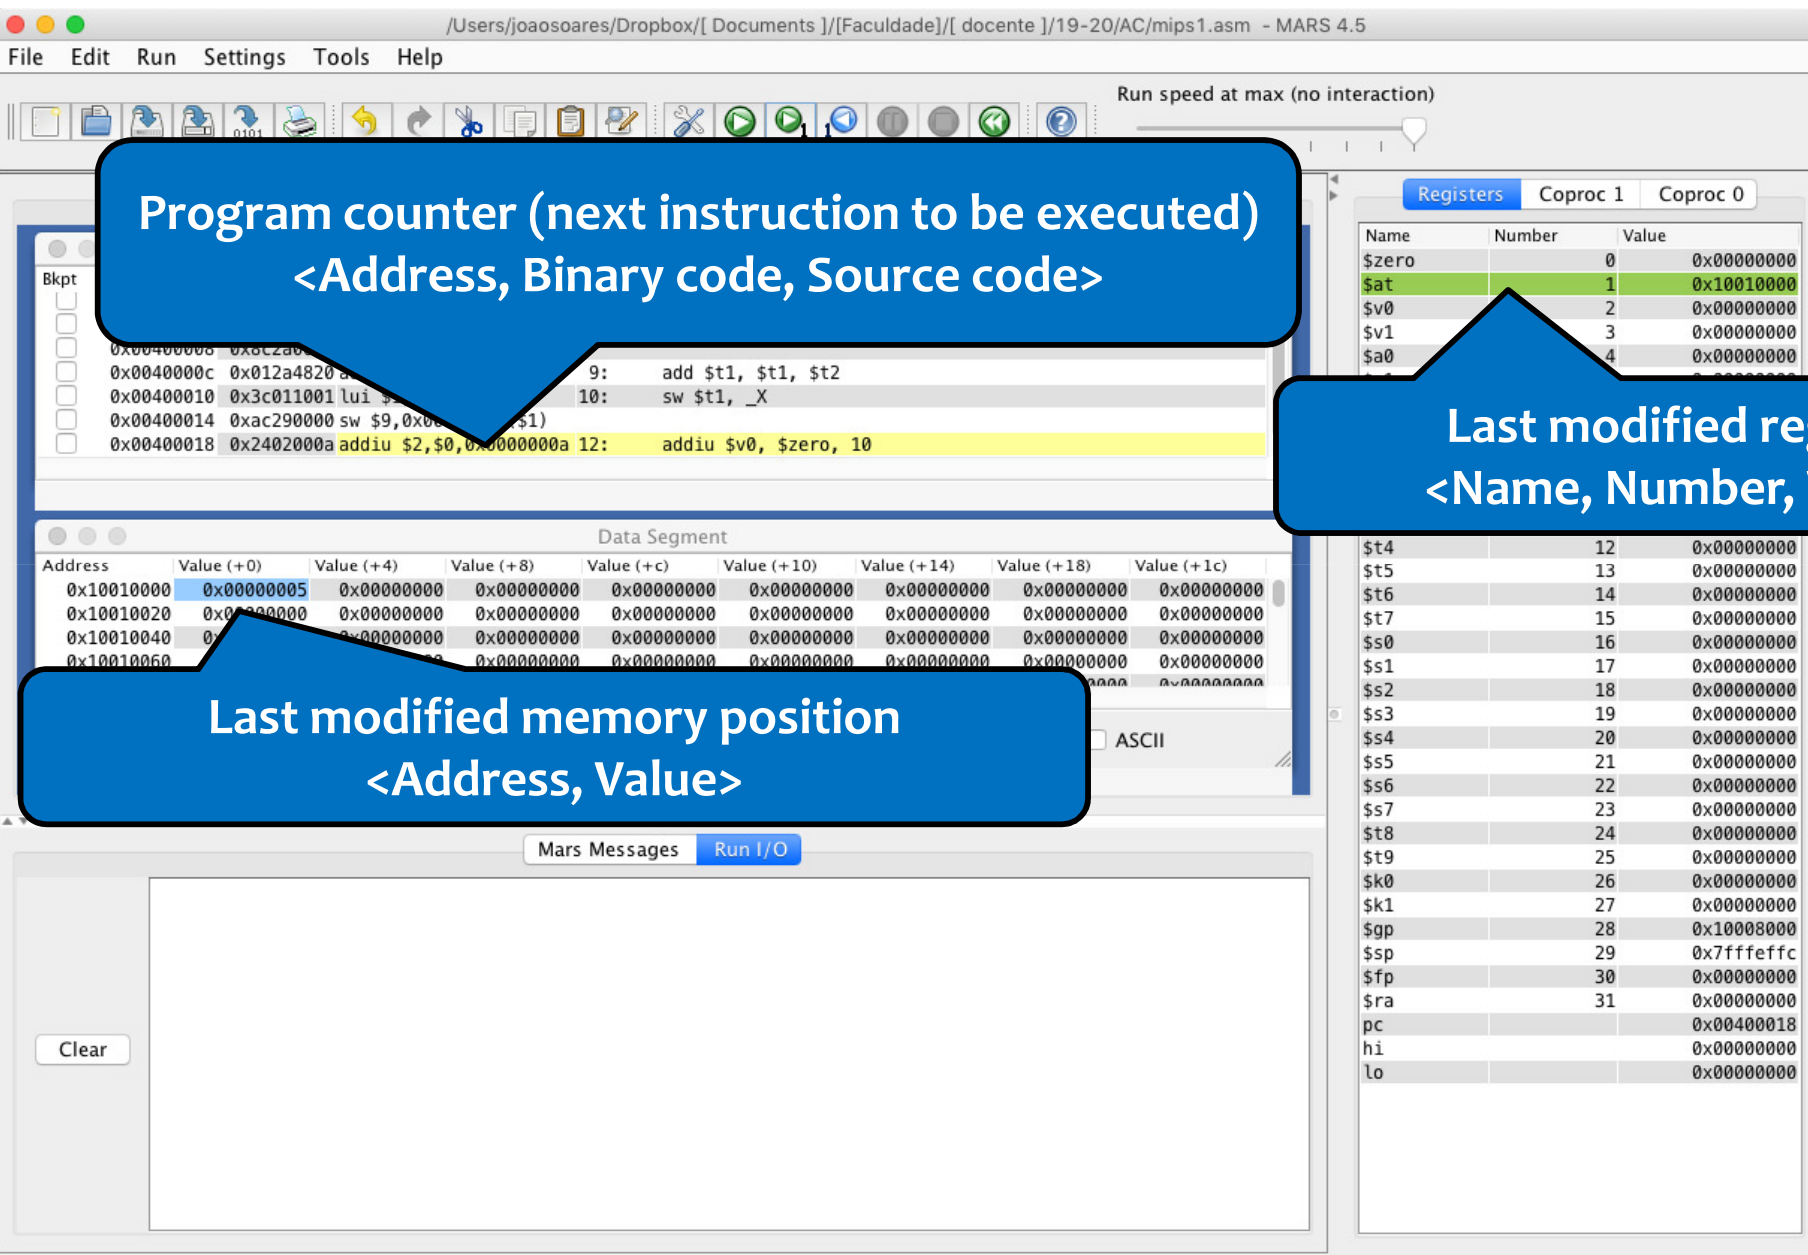 /Users/joaosoares/Dropbox/[ Documents ]/[Faculdade]/[ docente ]/19-20/AC/mips1.asm - MARS 4.5
File Edit Run Settings Tools Help
Run speed at max (no interaction)
Program counter (next instruction to be executed)
<Address, Binary code, Source code>
Bkpt
0x00400008
0x0040000c 0x012a4820 9: add $t1, $t1, $t2
0x00400010 0x3c011001 lui 10: sw $t1, _X
0x00400014 0xac290000 sw $9, $1)
0x00400018 0x2402000a addiu $2,$0,0x0000000a 12: addiu $v0, $zero, 10
Data Segment
Address Value (+0) Value (+4) Value (+8) Value (+c) Value (+10) Value (+14) Value (+18) Value (+1c)
0x10010000 0x00000005 0x00000000 0x00000000 0x00000000 0x00000000 0x00000000 0x00000000 0x00000000
0x10010020 0x00000000 0x00000000 0x00000000 0x00000000 0x00000000 0x00000000 0x00000000 0x00000000
0x10010040 0x00000000 0x00000000 0x00000000 0x00000000 0x00000000 0x00000000 0x00000000
0x10010060 0x00000000 0x00000000 0x00000000 0x00000000 0x00000000 0x00000000
Last modified memory position
<Address, Value>
ASCII
Mars Messages Run I/O
Clear
Registers Coproc 1 Coproc 0
Name Number Value
$zero 0 0x00000000
$at 1 0x10010000
$v0 2 0x00000000
$v1 3 0x00000000
$a0 4 0x00000000
Last modified
<Name, Number,
$t4 12 0x00000000
$t5 13 0x00000000
$t6 14 0x00000000
$t7 15 0x00000000
$s0 16 0x00000000
$s1 17 0x00000000
$s2 18 0x00000000
$s3 19 0x00000000
$s4 20 0x00000000
$s5 21 0x00000000
$s6 22 0x00000000
$s7 23 0x00000000
$t8 24 0x00000000
$t9 25 0x00000000
$k0 26 0x00000000
$k1 27 0x00000000
$gp 28 0x10008000
$sp 29 0x7fffeffc
$fp 30 0x00000000
$ra 31 0x00000000
pc 0x00400018
hi 0x00000000
lo 0x00000000